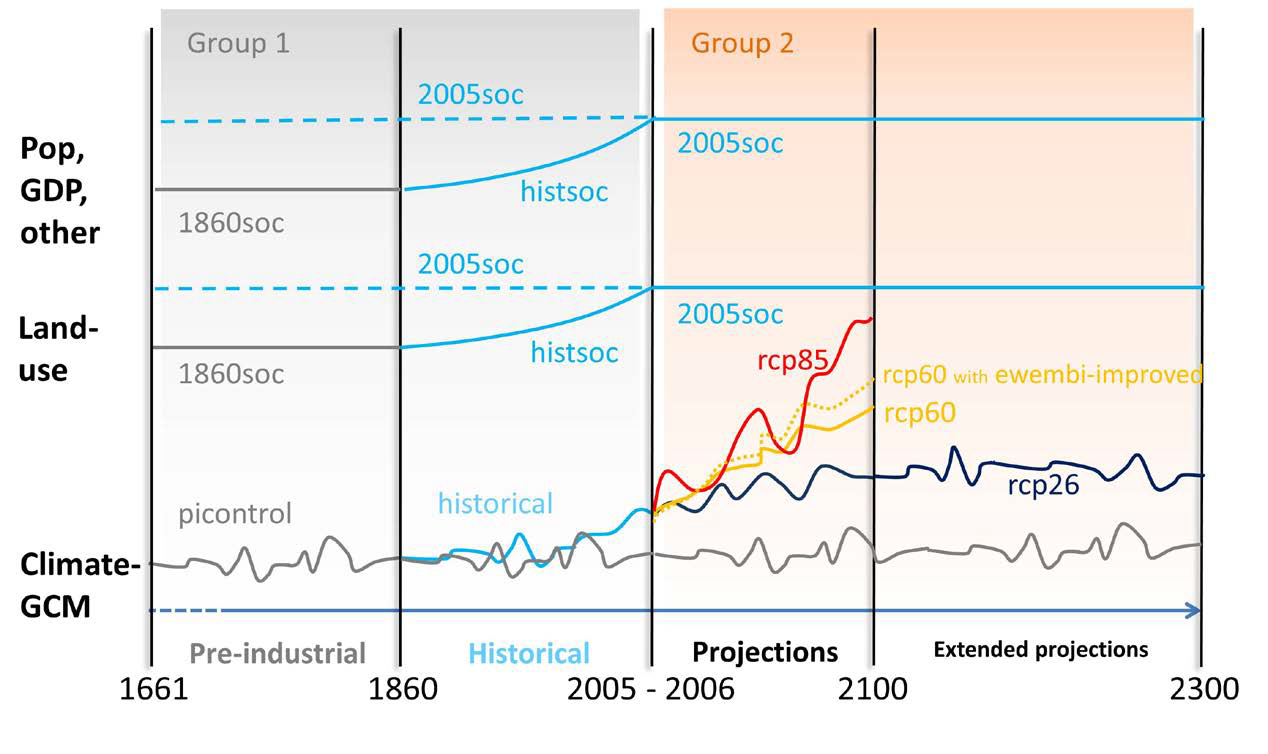 Group 1
Group 2
2005soc
Pop,
GDP,
other
2005soc
histsoc
1860soc
2005soc
Land-
use
2005soc
histsoc
1860soc
rcp85
rcp60 with ewembi-improved
rcp60
rcp26
picontrol
historical
Climate-
GCM
Pre-industrial
Historical
Projections
Extended projections
1661
1860
2005 - 2006
2100
2300